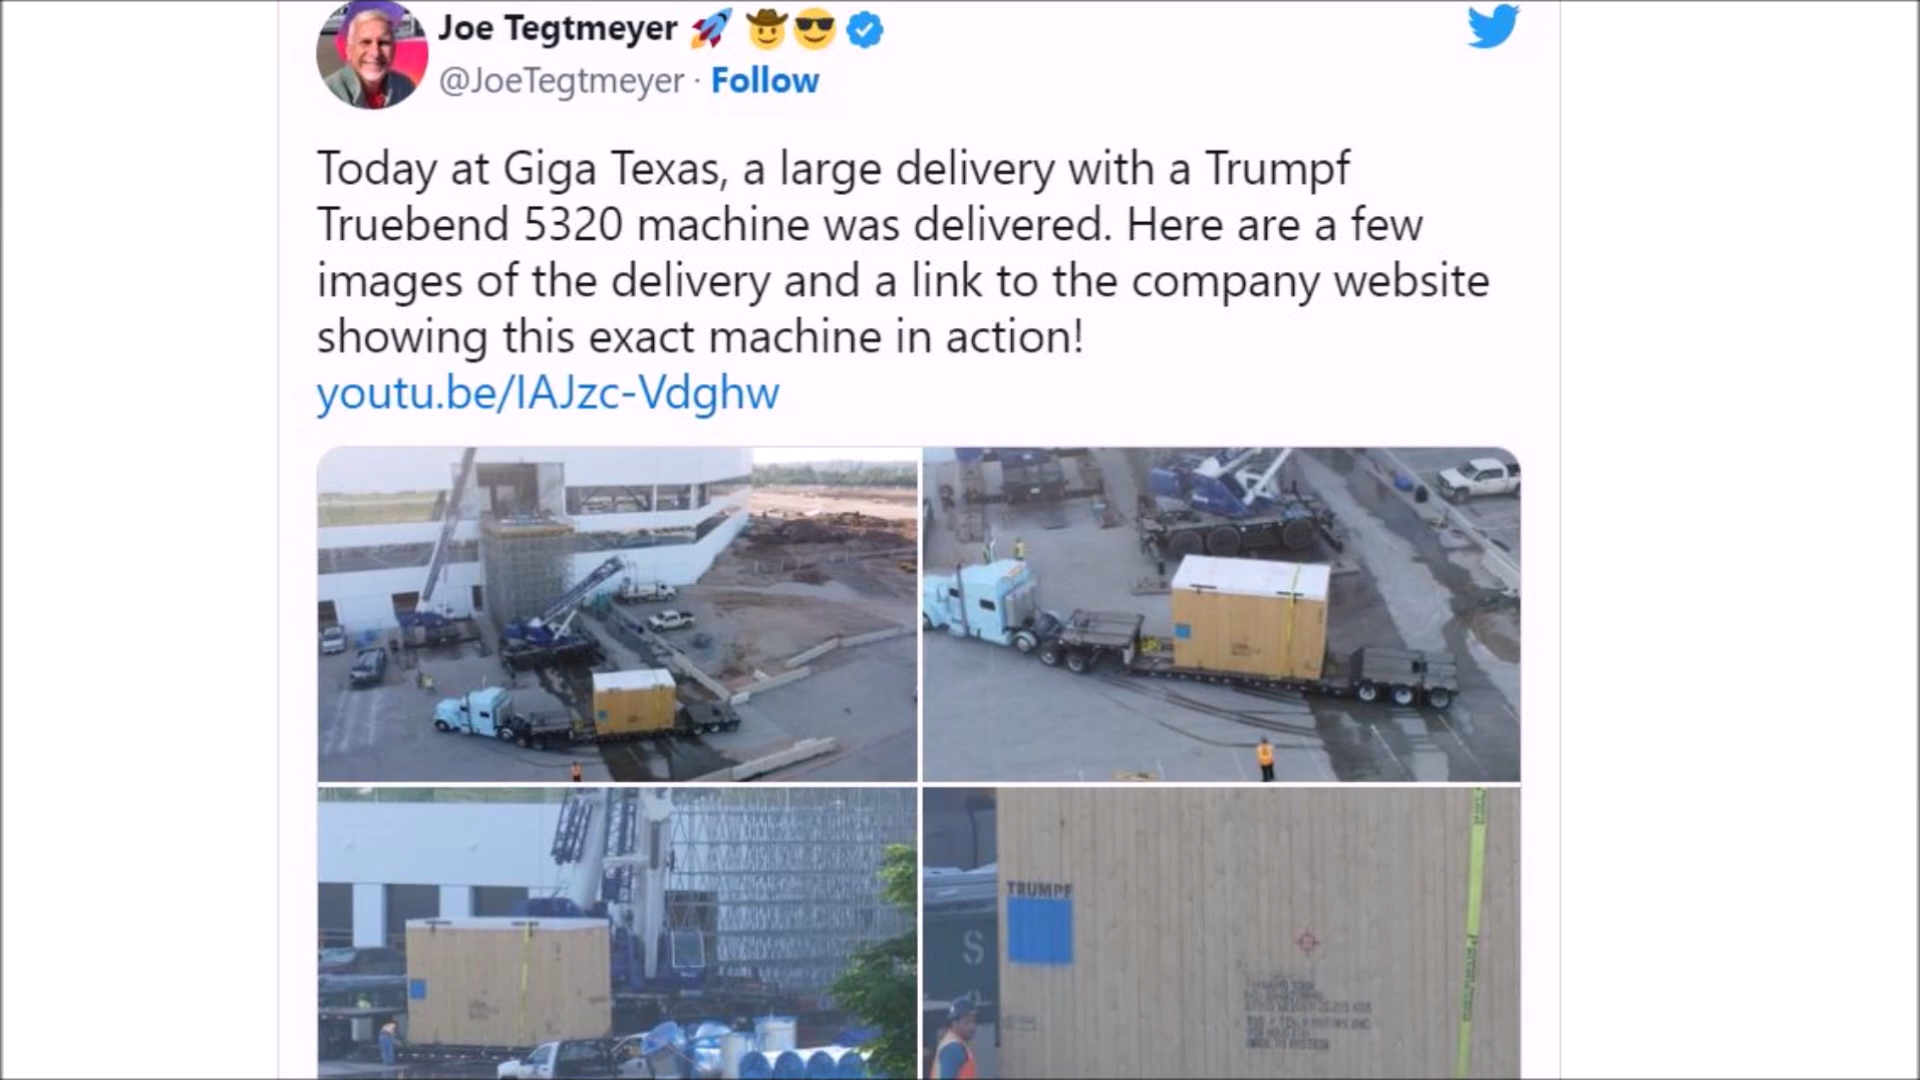 Joe Tegtmeyer
@JoeTegtmeyer · Follow
Today at Giga Texas, a large delivery with a Trumpf
Truebend 5320 machine was delivered. Here are a few
images of the delivery and a link to the company website
showing this exact machine in action!
youtu.be/IAJzc-Vdghw
TRUMPF
S